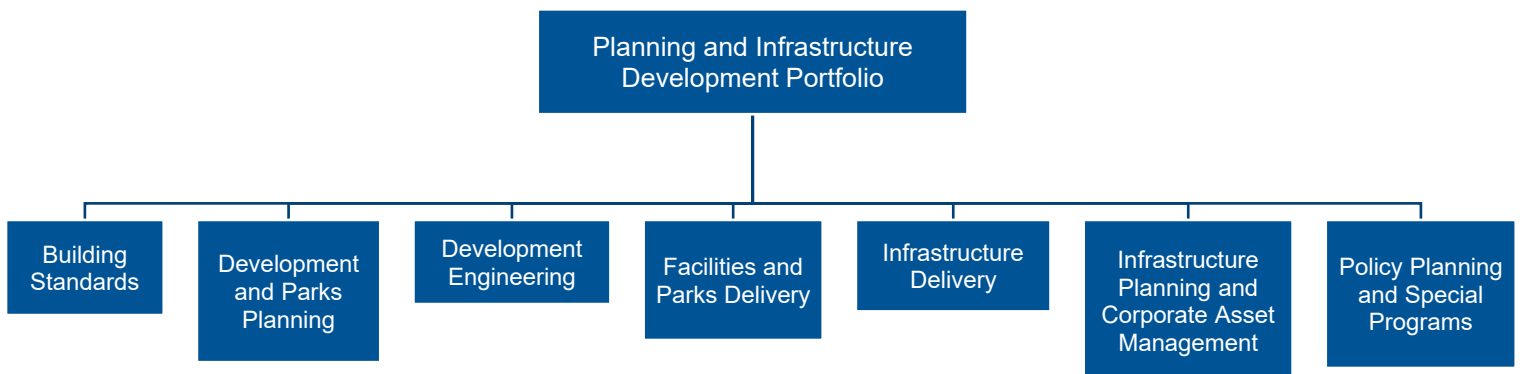 Planning and Infrastructure
Development Portfolio
Building
Standards
Development
and Parks
Planning
Development
Engineering
Facilities and
Parks Delivery
Infrastructure
Delivery
Infrastructure
Planning and
Corporate Asset
Management
Policy Planning
and Special
Programs